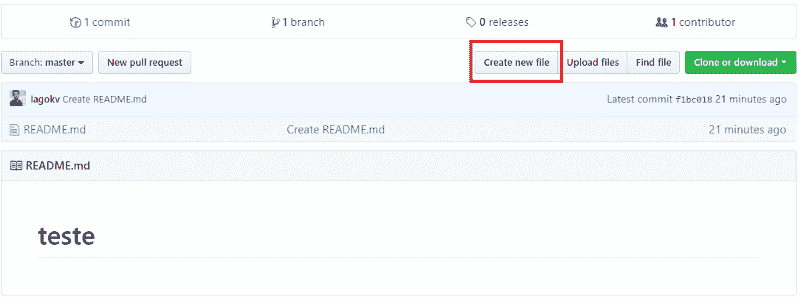 1 commit 1 branch 0 releases 1 contributor
Branch: master New pull request Create new file Upload files Find file Clone or download
lagokv Create README.md Latest commit f1bc018 21 minutes ago
README.md Create README.md 21 minutes ago
README.md
teste